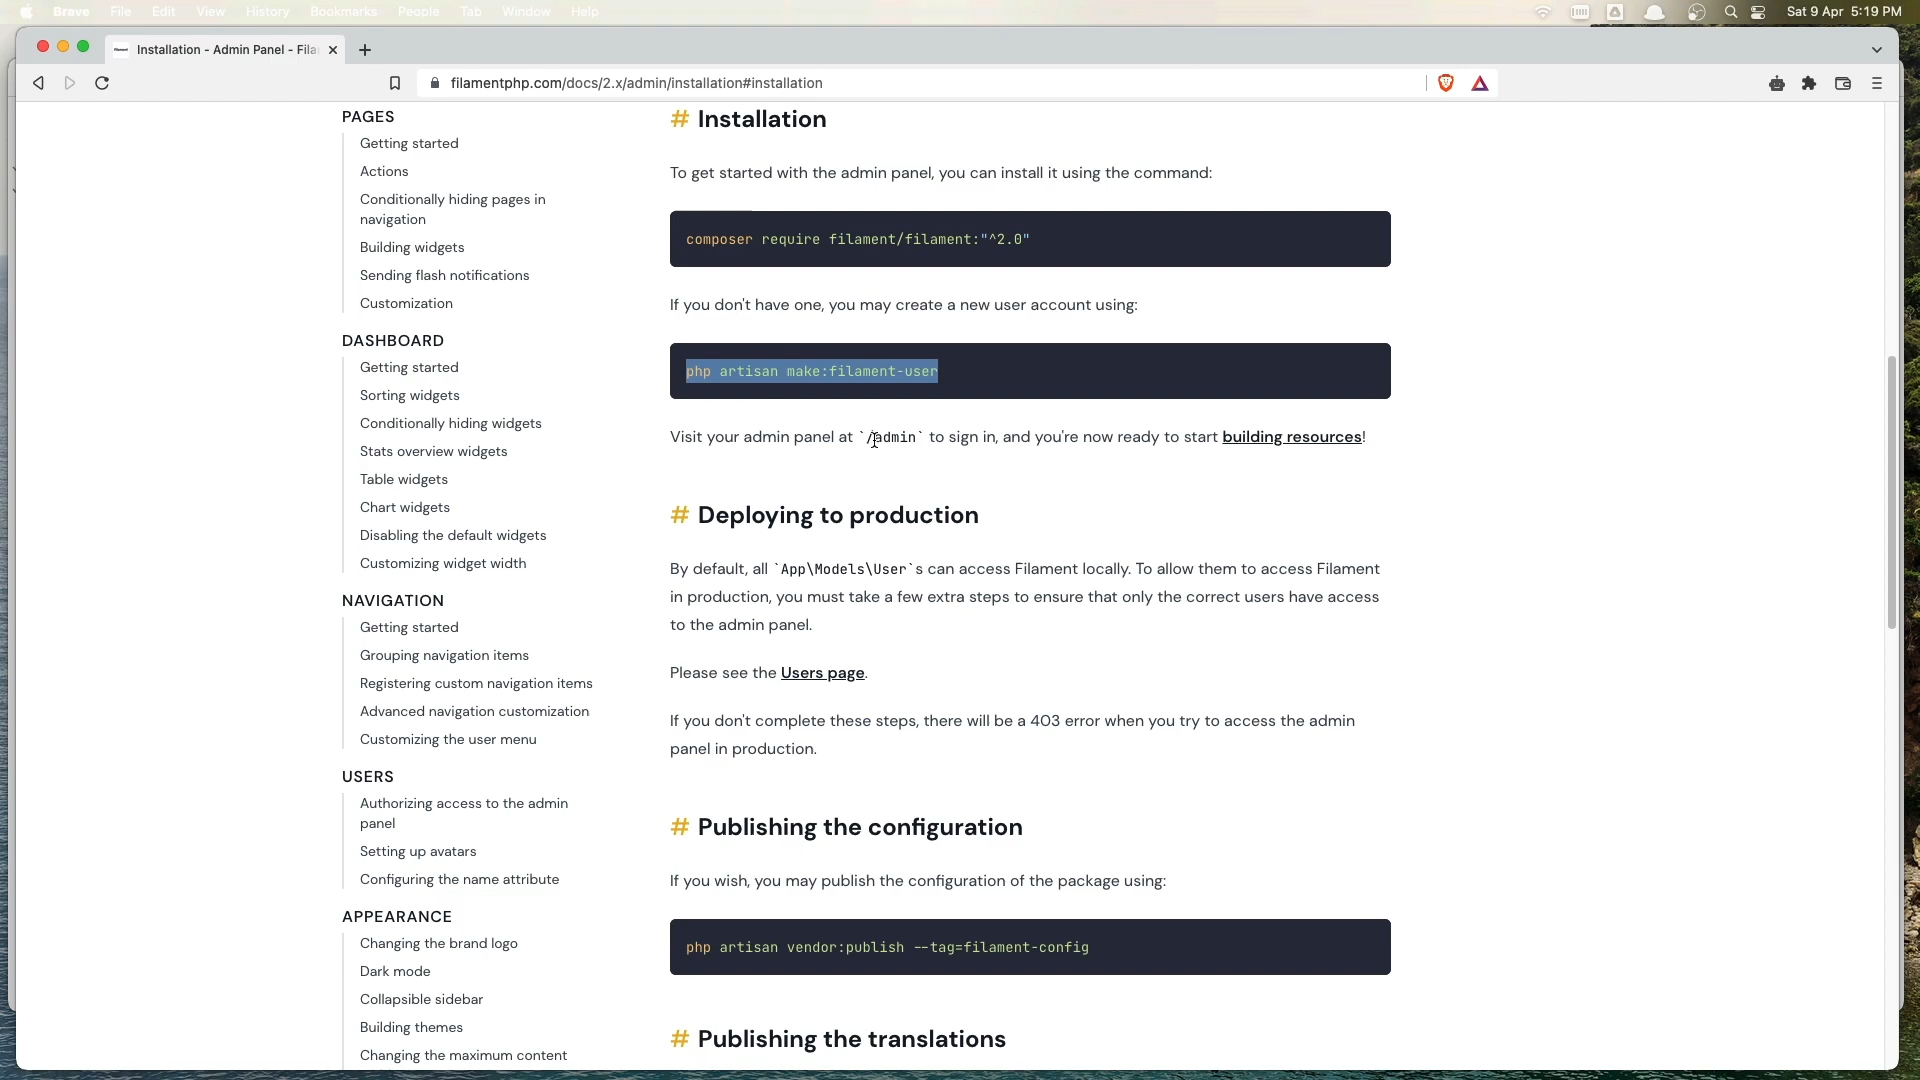 Brave File Edit View History Bookmarks People Tab Window Help Sat 9 Apr 5:19 PM
Installation - Admin Panel - Fila
filamentphp.com/docs/2.x/admin/installation#installation
PAGES
Getting started
Actions
Conditionally hiding pages in
navigation
Building widgets
Sending flash notifications
Customization
DASHBOARD
Getting started
Sorting widgets
Conditionally hiding widgets
Stats overview widgets
Table widgets
Chart widgets
Disabling the default widgets
Customizing widget width
NAVIGATION
Getting started
Grouping navigation items
Registering custom navigation items
Advanced navigation customization
Customizing the user menu
USERS
Authorizing access to the admin
panel
Setting up avatars
Configuring the name attribute
APPEARANCE
Changing the brand logo
Dark mode
Collapsible sidebar
Building themes
Changing the maximum content
# Installation
To get started with the admin panel, you can install it using the command:
composer require filament/filament:"^2.0"
If you don't have one, you may create a new user account using:
php artisan make:filament-user
Visit your admin panel at `/admin` to sign in, and you're now ready to start building resources!
# Deploying to production
By default, all `App\Models\User`s can access Filament locally. To allow them to access Filament
in production, you must take a few extra steps to ensure that only the correct users have access
to the admin panel.
Please see the Users page.
If you don't complete these steps, there will be a 403 error when you try to access the admin
panel in production.
# Publishing the configuration
If you wish, you may publish the configuration of the package using:
php artisan vendor:publish --tag=filament-config
# Publishing the translations